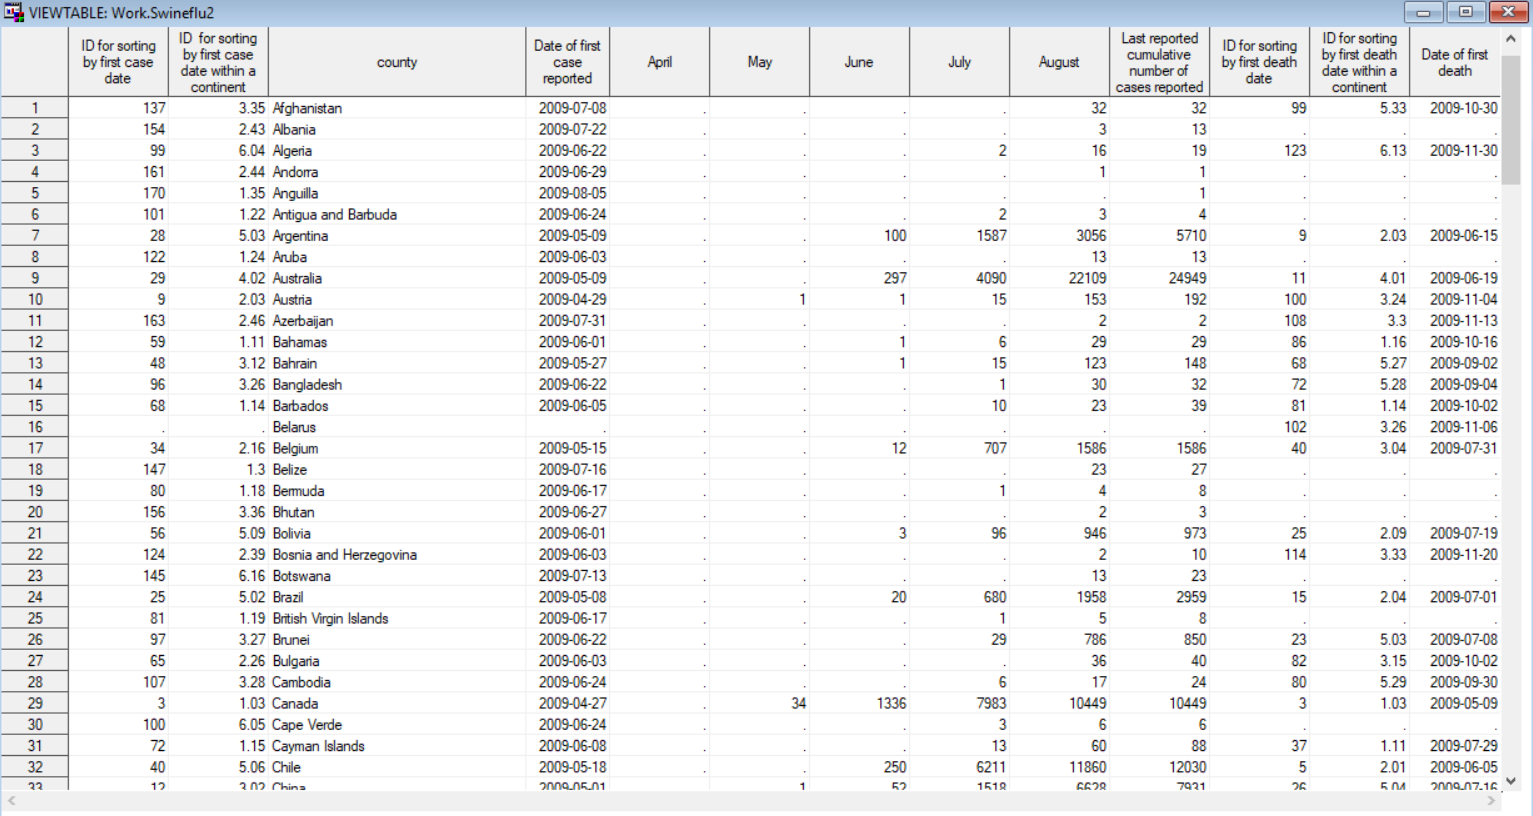 VIEWTABLE: Work.Swineflu2
ID for sorting by first case date ID for sorting by first case date within a continent county Date of first case reported April May June July August Last reported cumulative number of cases reported ID for sorting by first death date ID for sorting by first death date within a continent Date of first death
1 137 3.35 Afghanistan 2009-07-08 . . . . 32 32 99 5.33 2009-10-30
2 154 2.43 Albania 2009-07-22 . . . . 3 13 . . .
3 99 6.04 Algeria 2009-06-22 . . . 2 16 19 123 6.13 2009-11-30
4 161 2.44 Andorra 2009-06-29 . . . . 1 1 . . .
5 170 1.35 Anguilla 2009-08-05 . . . . . 1 . . .
6 101 1.22 Antigua and Barbuda 2009-06-24 . . . 2 3 4 . . .
7 28 5.03 Argentina 2009-05-09 . . 100 1587 3056 5710 9 2.03 2009-06-15
8 122 1.24 Aruba 2009-06-03 . . . . 13 13 . . .
9 29 4.02 Australia 2009-05-09 . . 297 4090 22109 24949 11 4.01 2009-06-19
10 9 2.03 Austria 2009-04-29 . 1 1 15 153 192 100 3.24 2009-11-04
11 163 2.46 Azerbaijan 2009-07-31 . . . . 2 2 108 3.3 2009-11-13
12 59 1.11 Bahamas 2009-06-01 . . 1 6 29 29 86 1.16 2009-10-16
13 48 3.12 Bahrain 2009-05-27 . . 1 15 123 148 68 5.27 2009-09-02
14 96 3.26 Bangladesh 2009-06-22 . . . 1 30 32 72 5.28 2009-09-04
15 68 1.14 Barbados 2009-06-05 . . . 10 23 39 81 1.14 2009-10-02
16 . . Belarus . . . . . . . 102 3.26 2009-11-06
17 34 2.16 Belgium 2009-05-15 . . 12 707 1586 1586 40 3.04 2009-07-31
18 147 1.3 Belize 2009-07-16 . . . . 23 27 . . .
19 80 1.18 Bermuda 2009-06-17 . . . 1 4 8 . . .
20 156 3.36 Bhutan 2009-06-27 . . . . 2 3 . . .
21 56 5.09 Bolivia 2009-06-01 . . 3 96 946 973 25 2.09 2009-07-19
22 124 2.39 Bosnia and Herzegovina 2009-06-03 . . . . 2 10 114 3.33 2009-11-20
23 145 6.16 Botswana 2009-07-13 . . . . 13 23 . . .
24 25 5.02 Brazil 2009-05-08 . . 20 680 1958 2959 15 2.04 2009-07-01
25 81 1.19 British Virgin Islands 2009-06-17 . . . 1 5 8 . . .
26 97 3.27 Brunei 2009-06-22 . . . 29 786 850 23 5.03 2009-07-08
27 65 2.26 Bulgaria 2009-06-03 . . . . 36 40 82 3.15 2009-10-02
28 107 3.28 Cambodia 2009-06-24 . . . 6 17 24 80 5.29 2009-09-30
29 3 1.03 Canada 2009-04-27 . 34 1336 7983 10449 10449 3 1.03 2009-05-09
30 100 6.05 Cape Verde 2009-06-24 . . . 3 6 6 . . .
31 72 1.15 Cayman Islands 2009-06-08 . . . 13 60 88 37 1.11 2009-07-29
32 40 5.06 Chile 2009-05-18 . . 250 6211 11860 12030 5 2.01 2009-06-05
33 12 3.02 China 2009-05-01 . 1 52 1518 6628 7931 26 5.04 2009-07-16